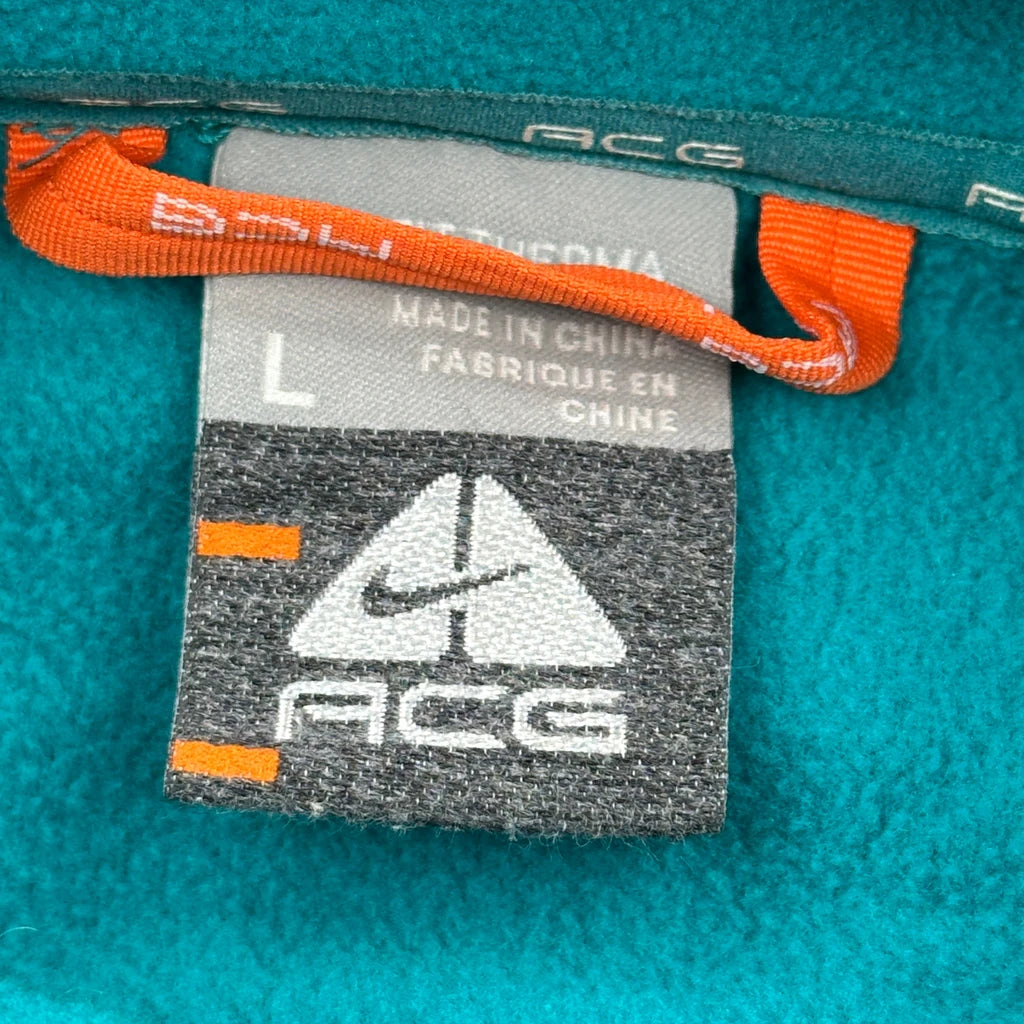 ACG
THERMA
MADE IN CHINA
FABRIQUE EN
CHINE
L
ACG